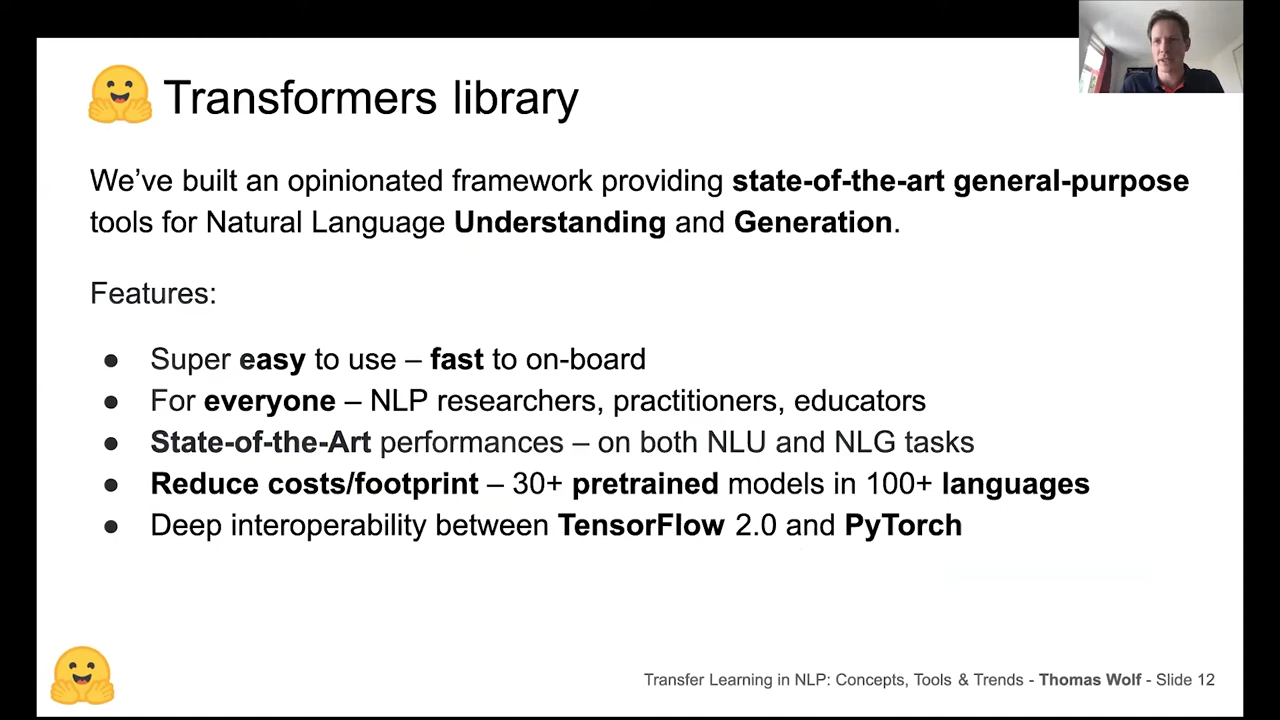 Transformers library
We’ve built an opinionated framework providing state-of-the-art general-purpose
tools for Natural Language Understanding and Generation.
Features:
● Super easy to use – fast to on-board
● For everyone – NLP researchers, practitioners, educators
● State-of-the-Art performances – on both NLU and NLG tasks
● Reduce costs/footprint – 30+ pretrained models in 100+ languages
● Deep interoperability between TensorFlow 2.0 and PyTorch
Transfer Learning in NLP: Concepts, Tools & Trends - Thomas Wolf - Slide 12